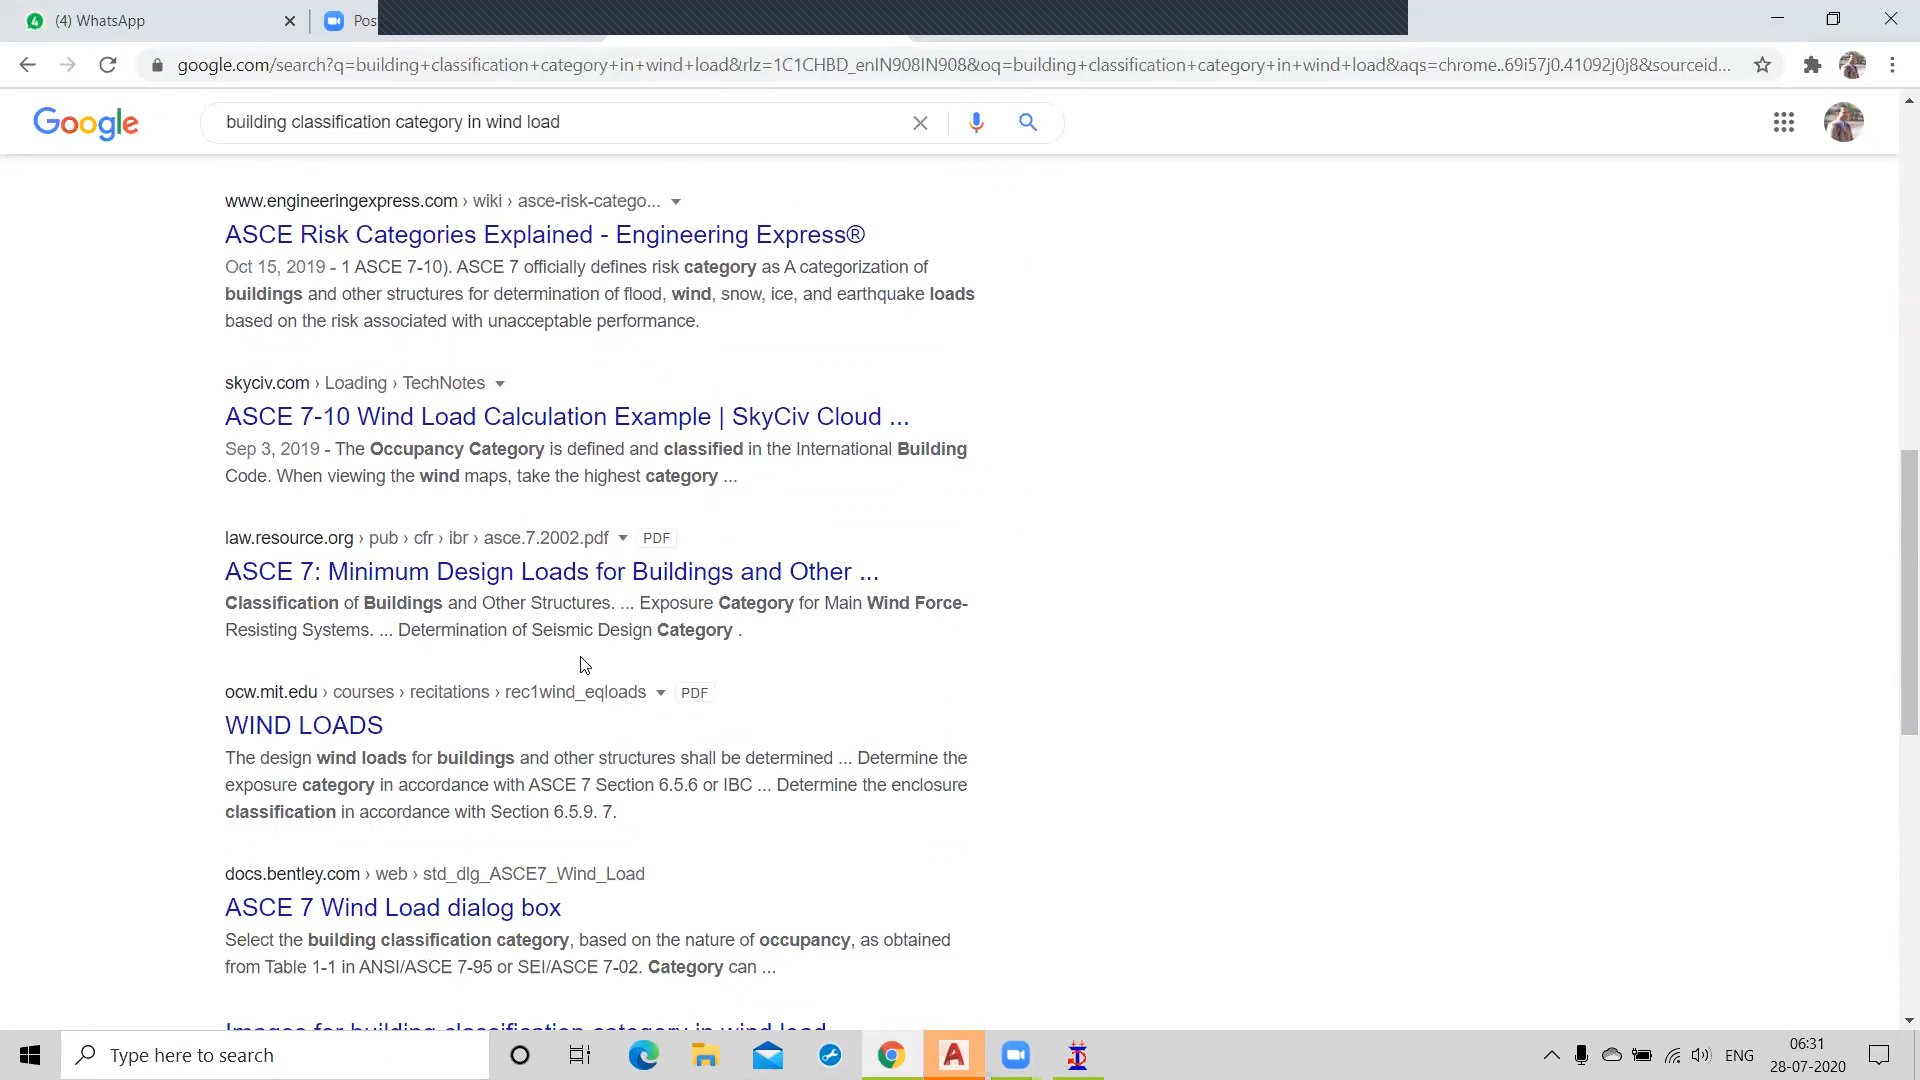 (4) WhatsApp
Pos
google.com/search?q=building+classification+category+in+wind+load&rlz=1C1CHBD_enIN908IN908&oq=building+classification+category+in+wind+load&aqs=chrome..69i57j0.41092j0j8&sourceid...
Google
building classification category in wind load
www.engineeringexpress.com › wiki › asce-risk-catego...
ASCE Risk Categories Explained - Engineering Express®
Oct 15, 2019 - 1 ASCE 7-10). ASCE 7 officially defines risk category as A categorization of
buildings and other structures for determination of flood, wind, snow, ice, and earthquake loads
based on the risk associated with unacceptable performance.
skyciv.com › Loading › TechNotes
ASCE 7-10 Wind Load Calculation Example | SkyCiv Cloud ...
Sep 3, 2019 - The Occupancy Category is defined and classified in the International Building
Code. When viewing the wind maps, take the highest category ...
law.resource.org › pub › cfr › ibr › asce.7.2002.pdf PDF
ASCE 7: Minimum Design Loads for Buildings and Other ...
Classification of Buildings and Other Structures. ... Exposure Category for Main Wind Force-
Resisting Systems. ... Determination of Seismic Design Category .
ocw.mit.edu › courses › recitations › rec1wind_eqloads PDF
WIND LOADS
The design wind loads for buildings and other structures shall be determined ... Determine the
exposure category in accordance with ASCE 7 Section 6.5.6 or IBC ... Determine the enclosure
classification in accordance with Section 6.5.9. 7.
docs.bentley.com › web › std_dlg_ASCE7_Wind_Load
ASCE 7 Wind Load dialog box
Select the building classification category, based on the nature of occupancy, as obtained
from Table 1-1 in ANSI/ASCE 7-95 or SEI/ASCE 7-02. Category can ...
Images for building classification category in wind load
Type here to search
ENG
06:31
28-07-2020